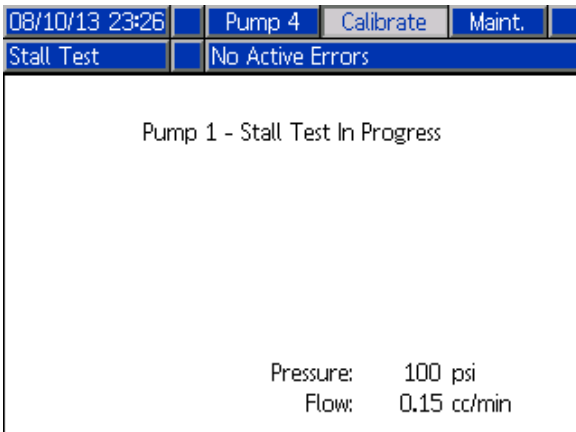 08/10/13 23:26 Pump 4 Calibrate Maint.
Stall Test No Active Errors
Pump 1 - Stall Test In Progress
Pressure: 100 psi
Flow: 0.15 cc/min